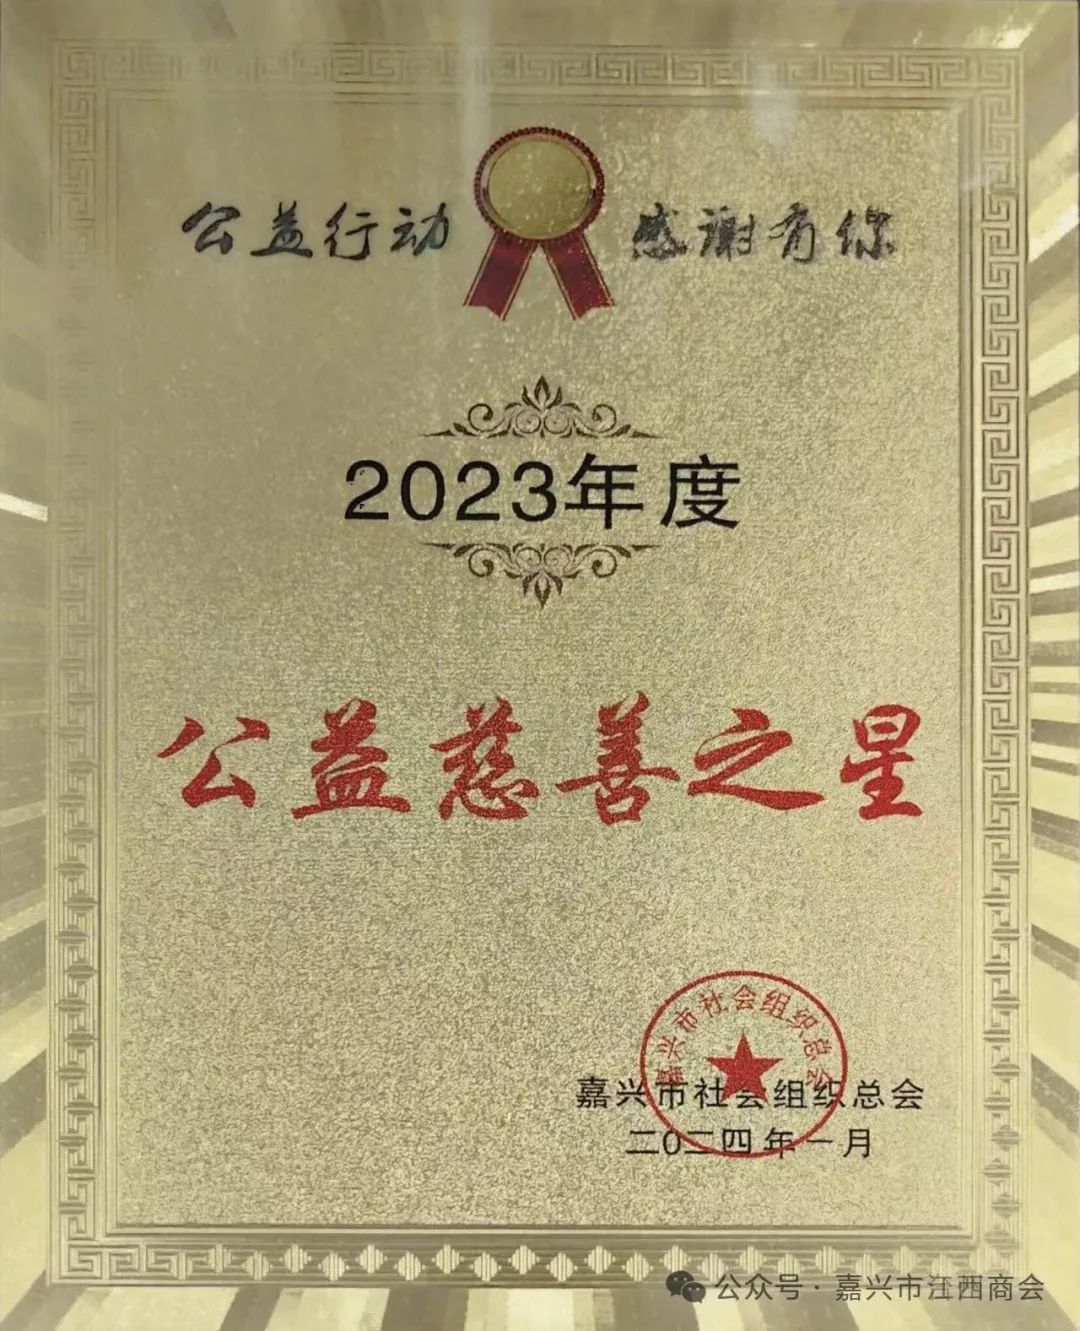 公益行动 感谢有你
2023年度
公益慈善之星
嘉兴市社会组织总会
嘉兴市社会组织总会
二〇二四年一月
公众号·嘉兴市江西商会